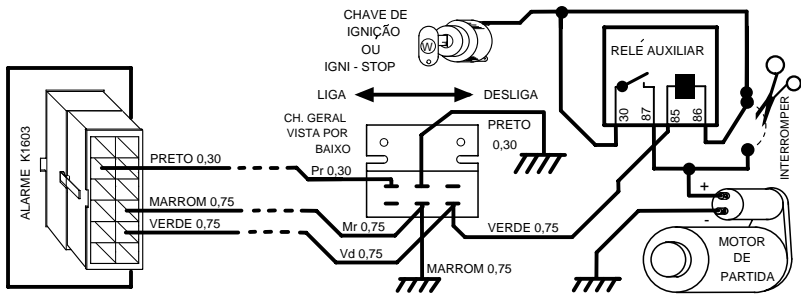 CHAVE DE
IGNIÇÃO
OU
IGNI - STOP
W
RELÉ AUXILIAR
30
87
85
86
INTERROMPER
LIGA
DESLIGA
CH. GERAL
VISTA POR
BAIXO
PRETO
0,30
ALARME K1603
PRETO 0,30
Pr 0,30
MARROM 0,75
Mr 0,75
VERDE 0,75
Vd 0,75
VERDE 0,75
MARROM 0,75
+
-
MOTOR
DE
PARTIDA